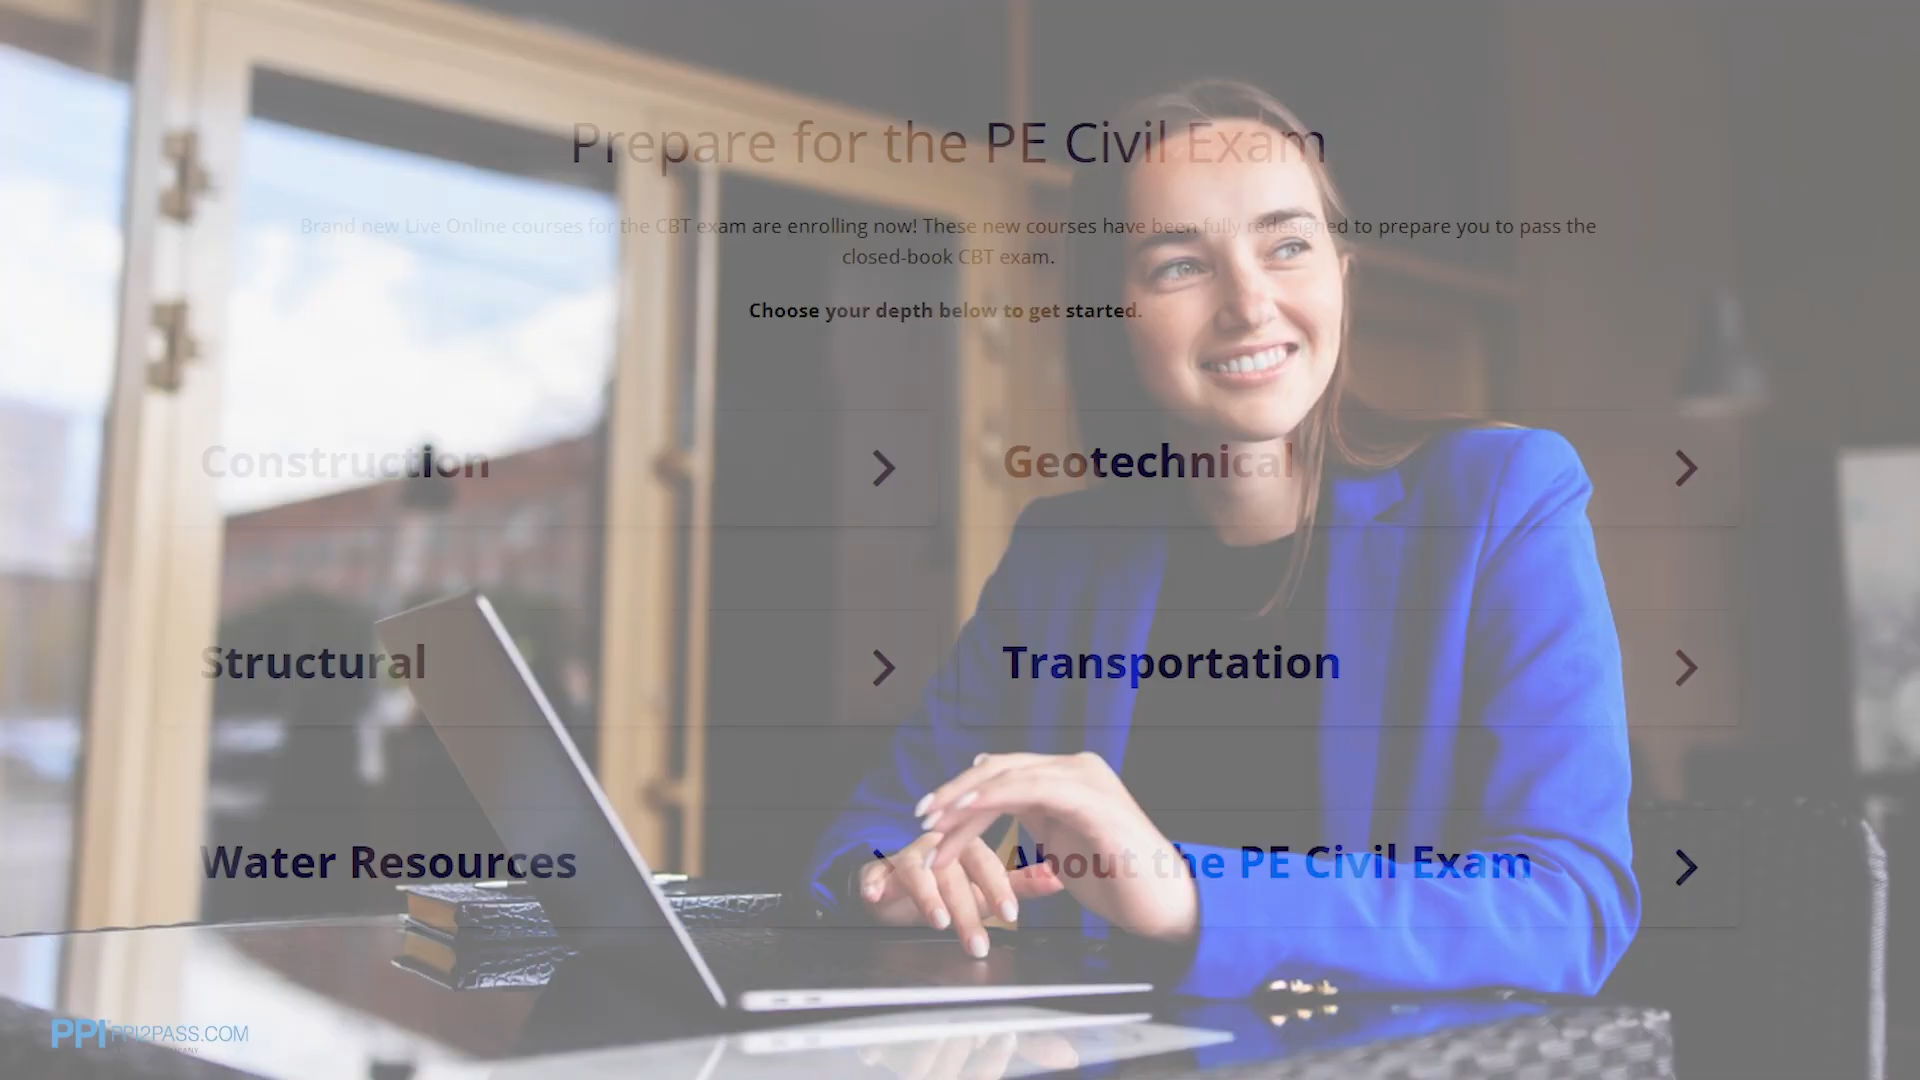 Prepare for the PE Civil Exam
Brand new Live Online courses for the CBT exam are enrolling now! These new courses have been fully redesigned to prepare you to pass the
closed-book CBT exam.
Choose your depth below to get started.
Construction
Geotechnical
Structural
Transportation
Water Resources
About the PE Civil Exam
PPI PPI2PASS.COM